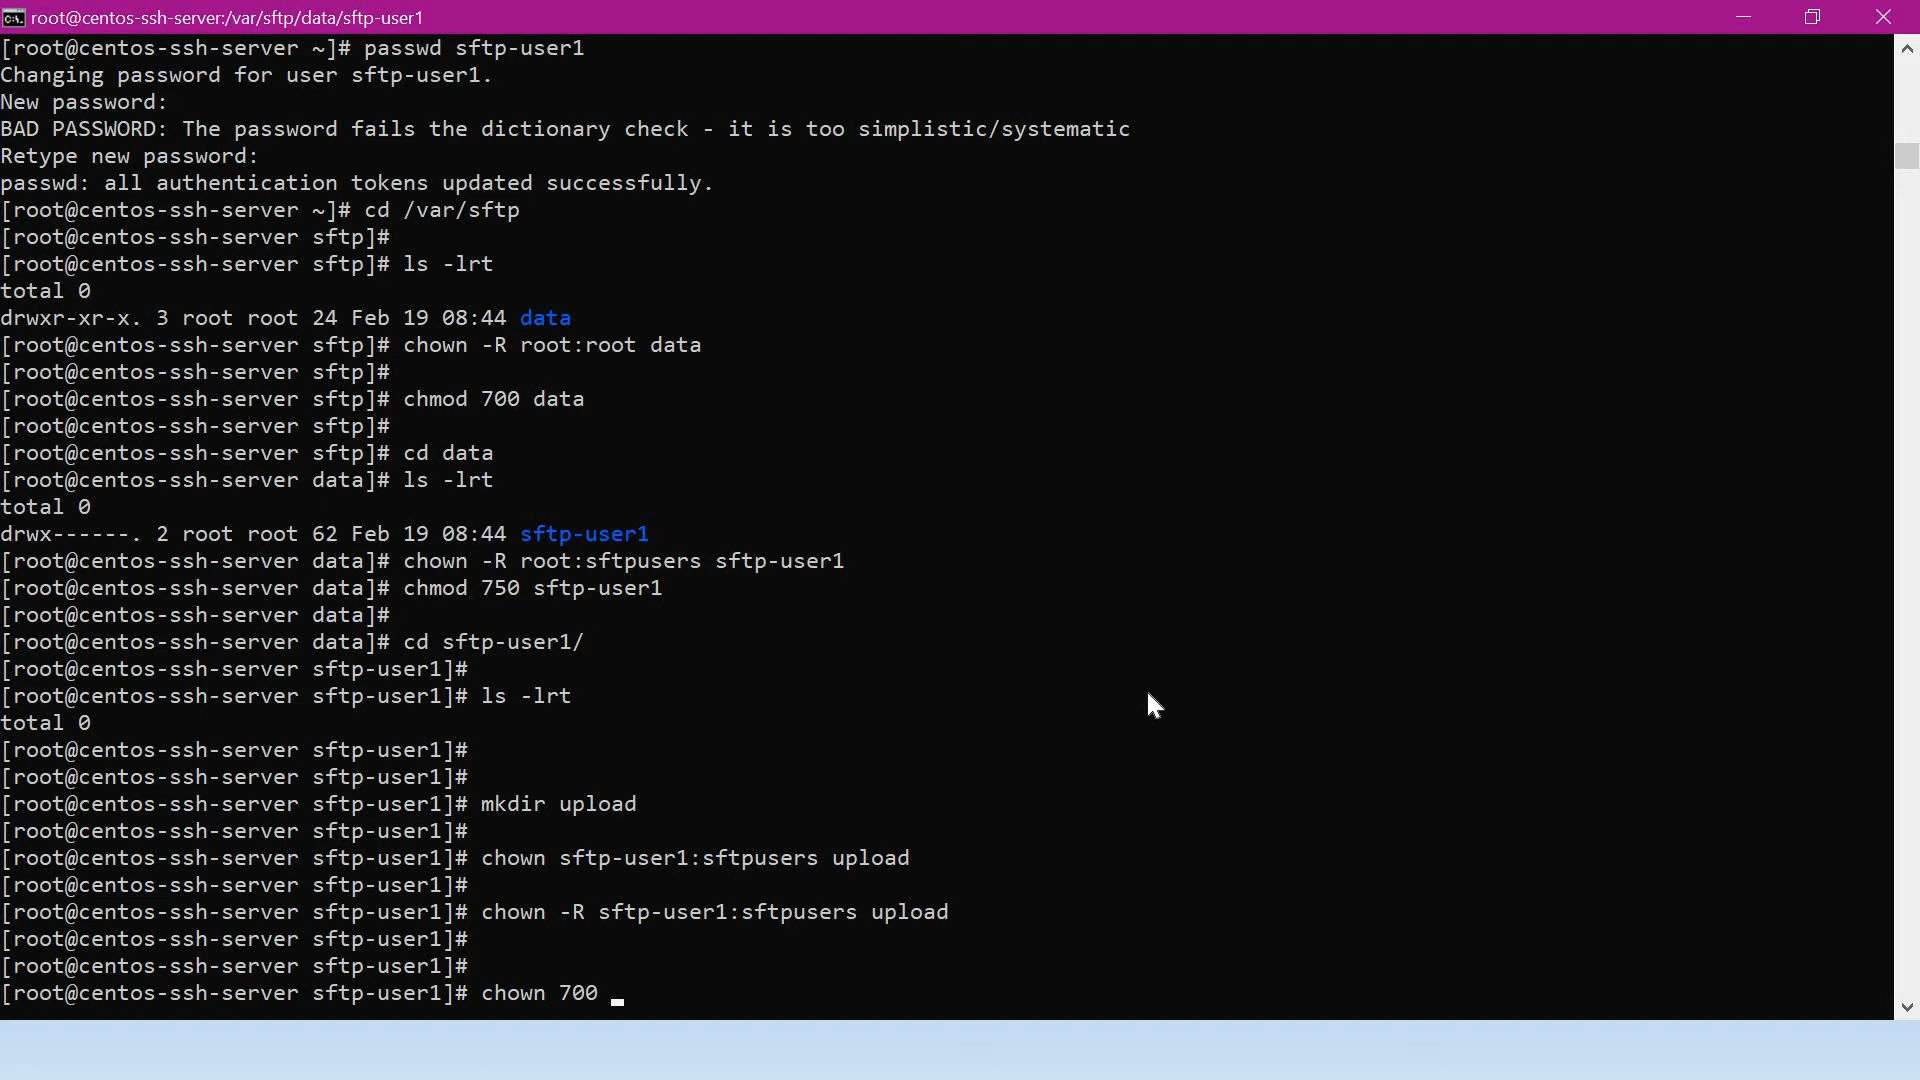 root@centos-ssh-server:/var/sftp/data/sftp-user1
[root@centos-ssh-server ~]# passwd sftp-user1
Changing password for user sftp-user1.
New password:
BAD PASSWORD: The password fails the dictionary check - it is too simplistic/systematic
Retype new password:
passwd: all authentication tokens updated successfully.
[root@centos-ssh-server ~]# cd /var/sftp
[root@centos-ssh-server sftp]#
[root@centos-ssh-server sftp]# ls -lrt
total 0
drwxr-xr-x. 3 root root 24 Feb 19 08:44 data
[root@centos-ssh-server sftp]# chown -R root:root data
[root@centos-ssh-server sftp]#
[root@centos-ssh-server sftp]# chmod 700 data
[root@centos-ssh-server sftp]#
[root@centos-ssh-server sftp]# cd data
[root@centos-ssh-server data]# ls -lrt
total 0
drwx------. 2 root root 62 Feb 19 08:44 sftp-user1
[root@centos-ssh-server data]# chown -R root:sftpusers sftp-user1
[root@centos-ssh-server data]# chmod 750 sftp-user1
[root@centos-ssh-server data]#
[root@centos-ssh-server data]# cd sftp-user1/
[root@centos-ssh-server sftp-user1]#
[root@centos-ssh-server sftp-user1]# ls -lrt
total 0
[root@centos-ssh-server sftp-user1]#
[root@centos-ssh-server sftp-user1]#
[root@centos-ssh-server sftp-user1]# mkdir upload
[root@centos-ssh-server sftp-user1]#
[root@centos-ssh-server sftp-user1]# chown sftp-user1:sftpusers upload
[root@centos-ssh-server sftp-user1]#
[root@centos-ssh-server sftp-user1]# chown -R sftp-user1:sftpusers upload
[root@centos-ssh-server sftp-user1]#
[root@centos-ssh-server sftp-user1]#
[root@centos-ssh-server sftp-user1]# chown 700